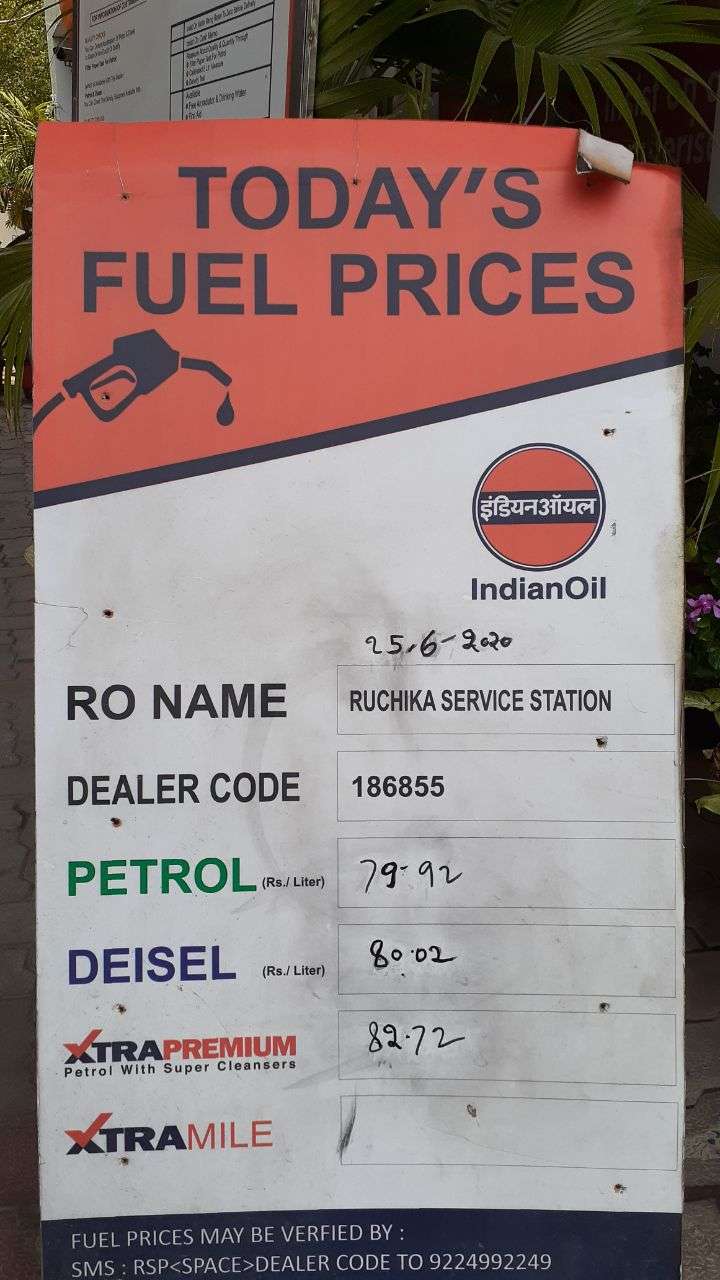 TODAY'S
FUEL PRICES
इंडियनऑयल
IndianOil
25.6-2020
RO NAME RUCHIKA SERVICE STATION
DEALER CODE 186855
PETROL (Rs./ Liter) 79.92
DEISEL (Rs./ Liter) 80.02
XTRAPREMIUM 82.72
Petrol With Super Cleansers
XTRAMILE
FUEL PRICES MAY BE VERFIED BY :
SMS : RSP<SPACE>DEALER CODE TO 9224992249